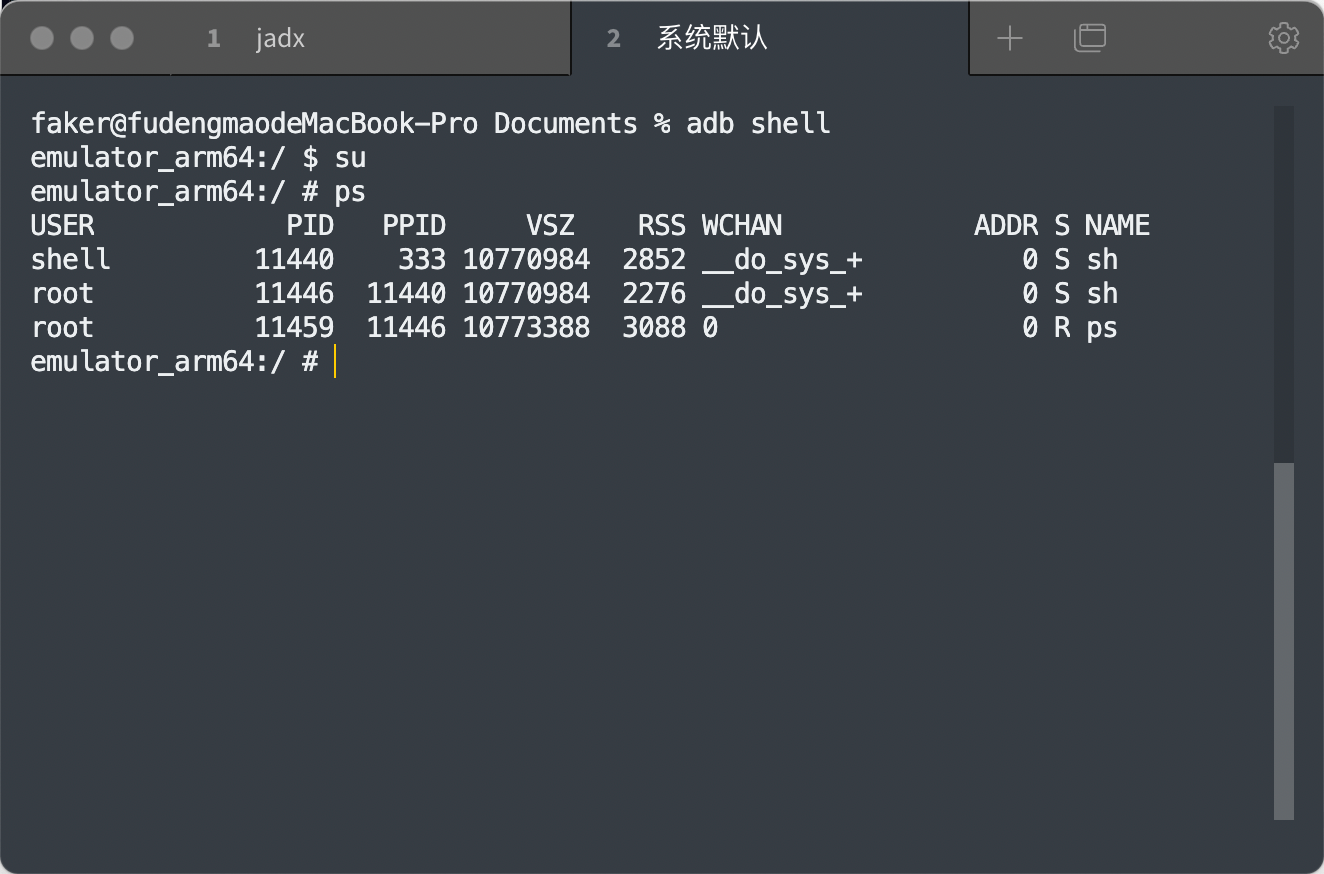 1 jadx 2 系统默认
faker@fudengmaodeMacBook-Pro Documents % adb shell
emulator_arm64:/ $ su
emulator_arm64:/ # ps
USER            PID   PPID     VSZ    RSS WCHAN            ADDR S NAME
shell         11440    333 10770984  2852 __do_sys_+          0 S sh
root          11446  11440 10770984  2276 __do_sys_+          0 S sh
root          11459  11446 10773388  3088 0                   0 R ps
emulator_arm64:/ #